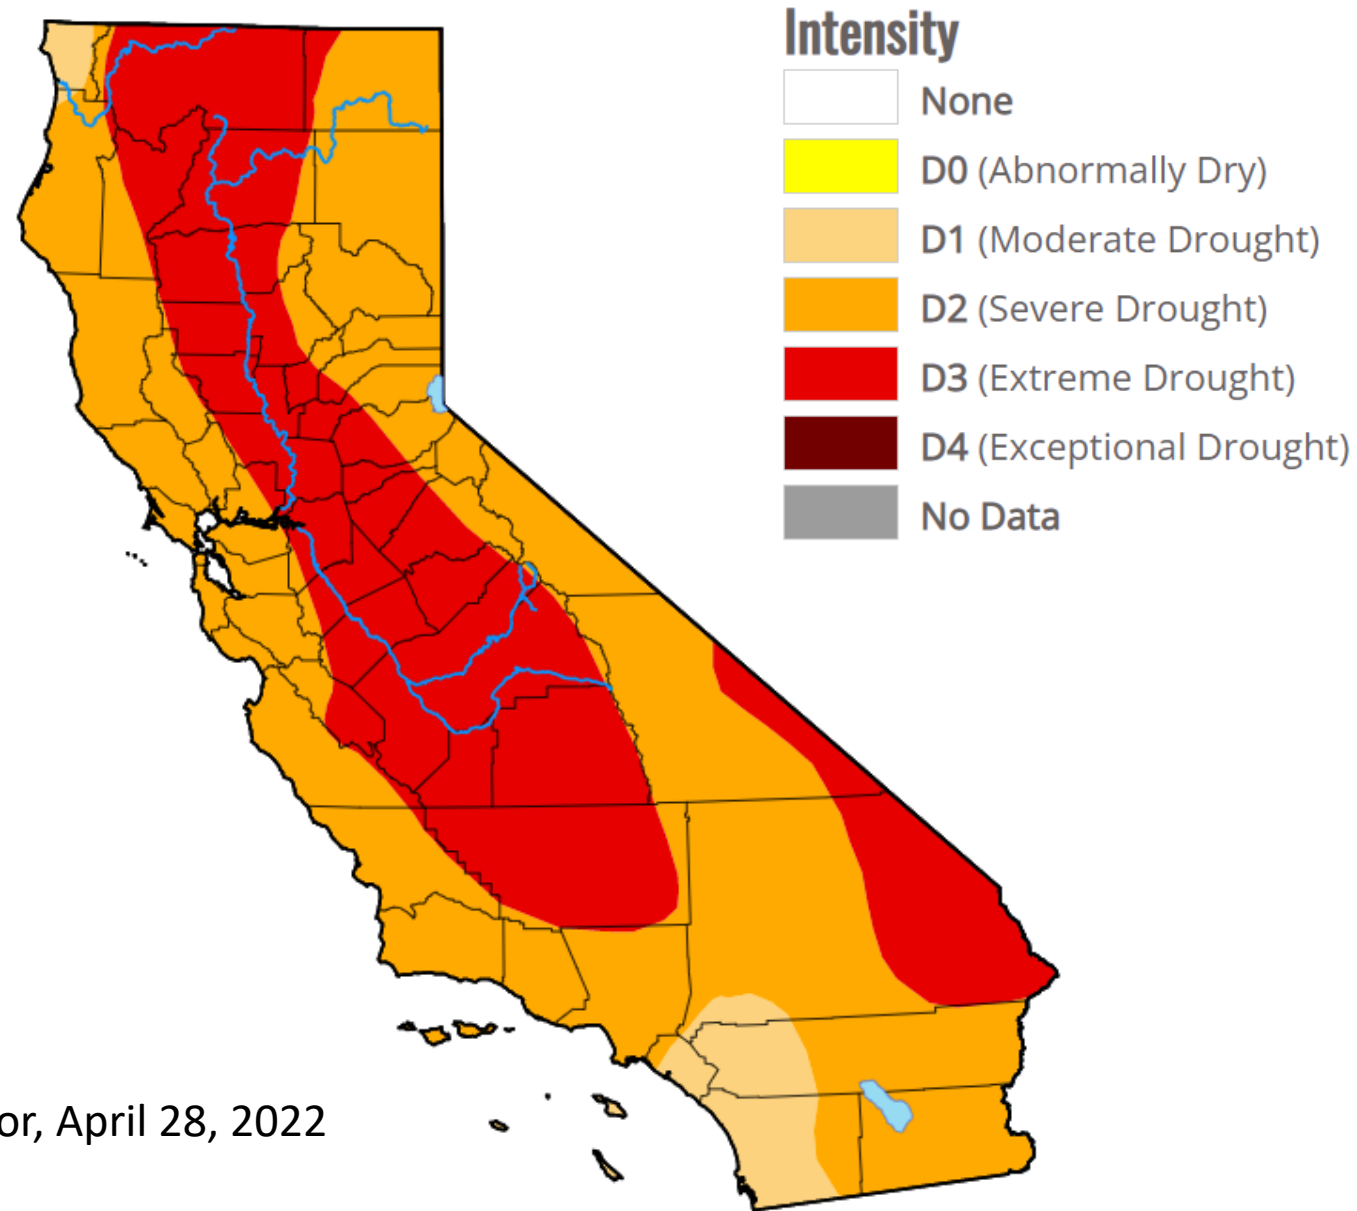 Intensity
None
D0 (Abnormally Dry)
D1 (Moderate Drought)
D2 (Severe Drought)
D3 (Extreme Drought)
D4 (Exceptional Drought)
No Data
or, April 28, 2022